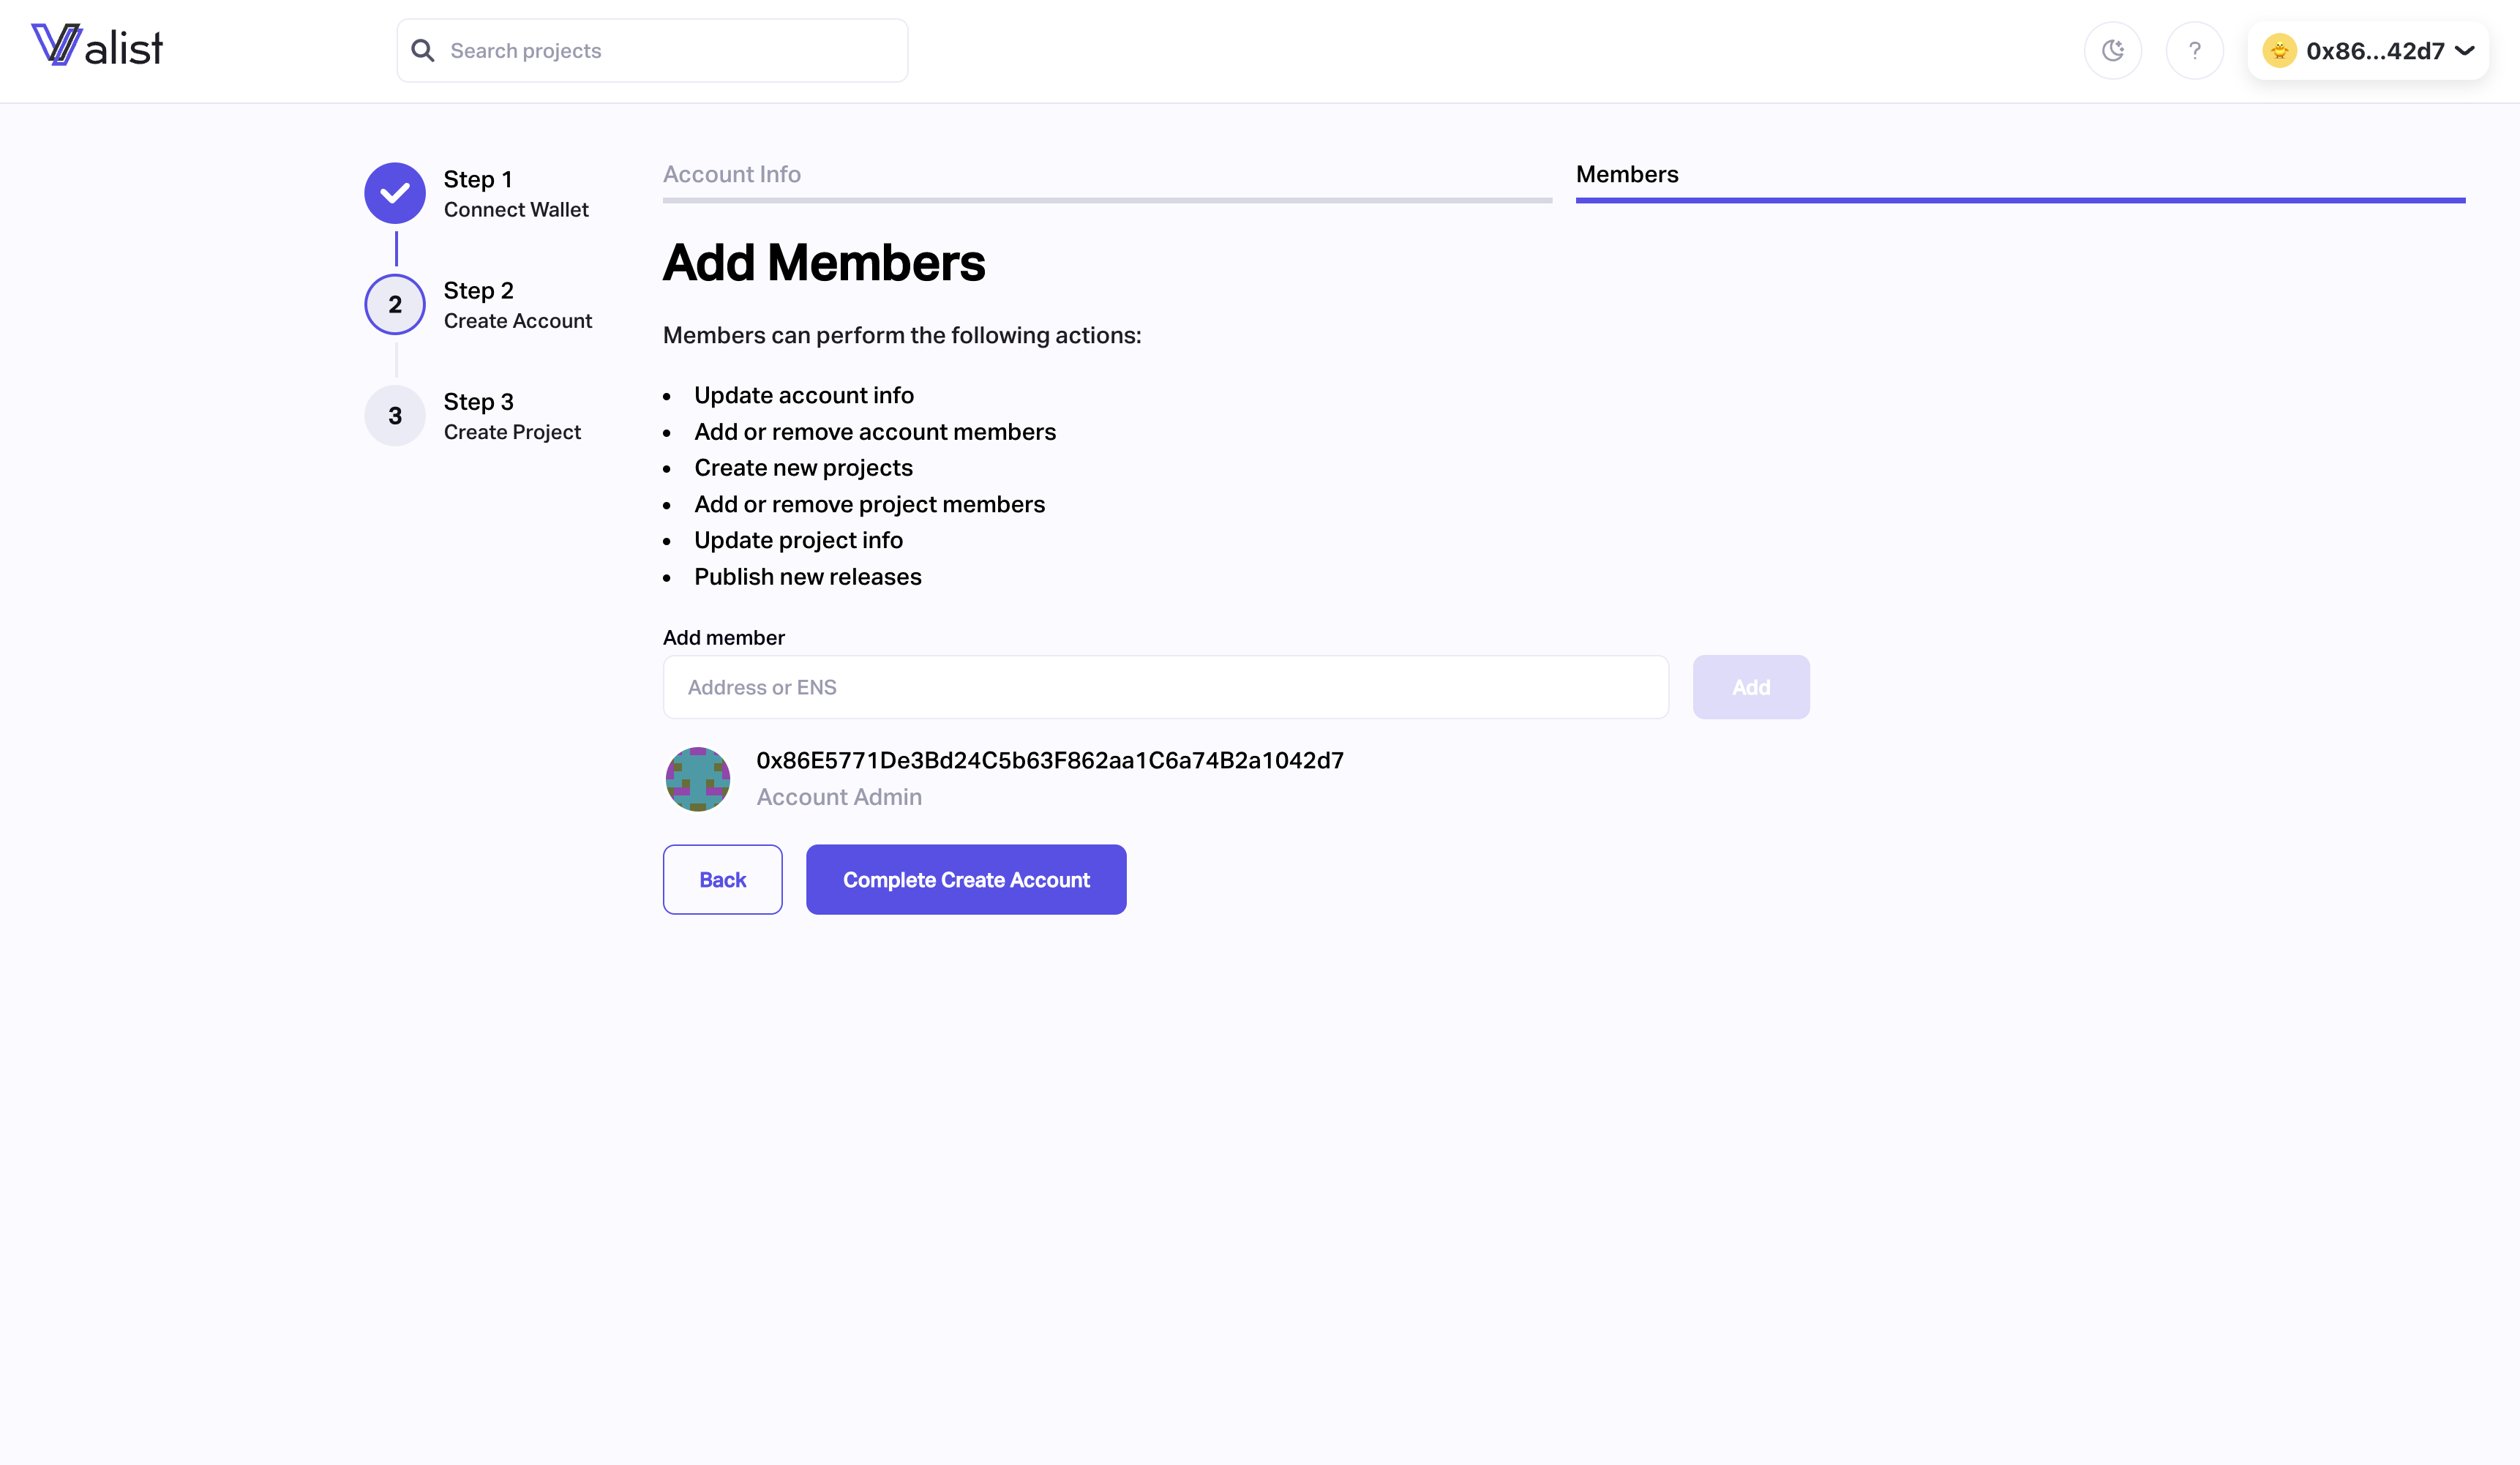 Valist
Search projects
?
0x86...42d7
Step 1
Connect Wallet
2
Step 2
Create Account
3
Step 3
Create Project
Account Info
Members
Add Members
Members can perform the following actions:
• Update account info
• Add or remove account members
• Create new projects
• Add or remove project members
• Update project info
• Publish new releases
Add member
Address or ENS
Add
0x86E5771De3Bd24C5b63F862aa1C6a74B2a1042d7
Account Admin
Back
Complete Create Account